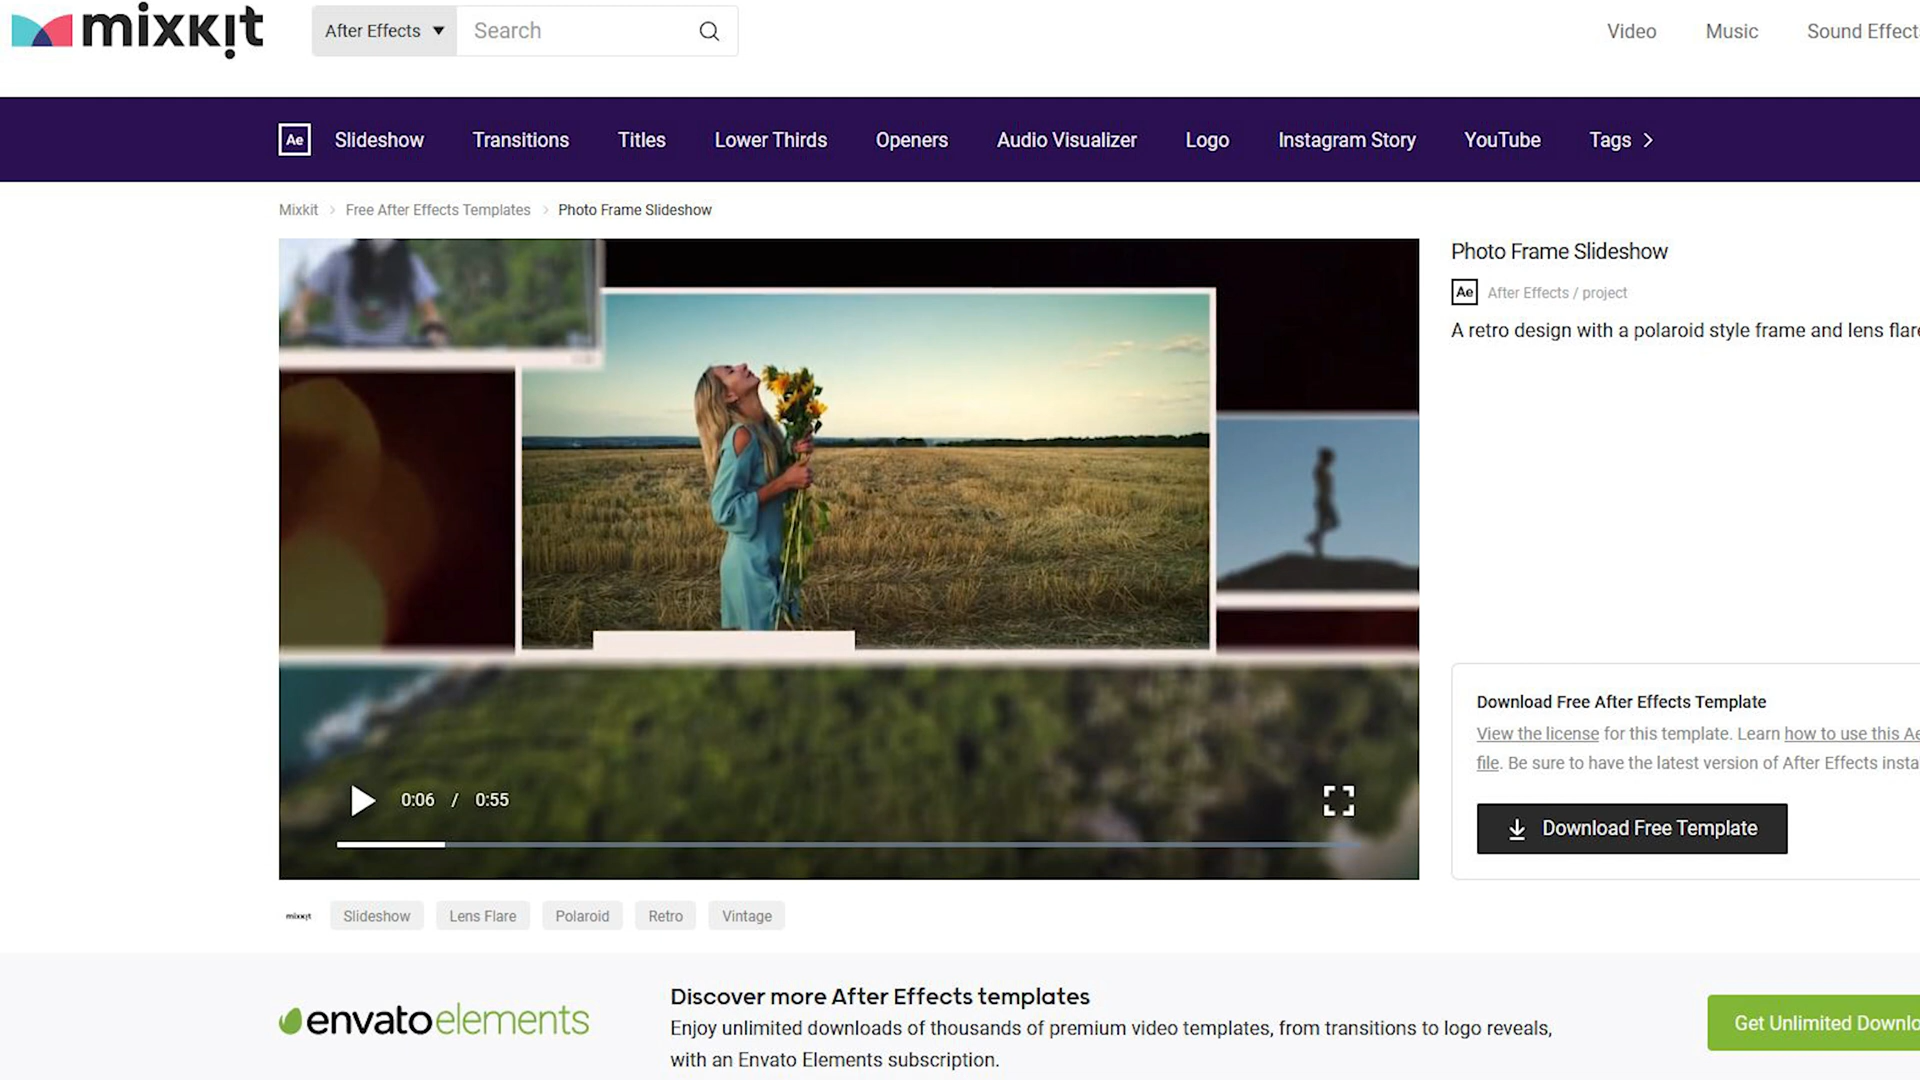 mixkit
After Effects
Search
Video
Music
Sound Effect
Ae
Slideshow
Transitions
Titles
Lower Thirds
Openers
Audio Visualizer
Logo
Instagram Story
YouTube
Tags
Mixkit > Free After Effects Templates > Photo Frame Slideshow
Photo Frame Slideshow
Ae After Effects / project
A retro design with a polaroid style frame and lens flare
Download Free After Effects Template
View the license for this template. Learn how to use this Ae
file. Be sure to have the latest version of After Effects insta
Download Free Template
0:06 / 0:55
mixkit
Slideshow
Lens Flare
Polaroid
Retro
Vintage
envatoelements
Discover more After Effects templates
Enjoy unlimited downloads of thousands of premium video templates, from transitions to logo reveals,
with an Envato Elements subscription.
Get Unlimited Downlo